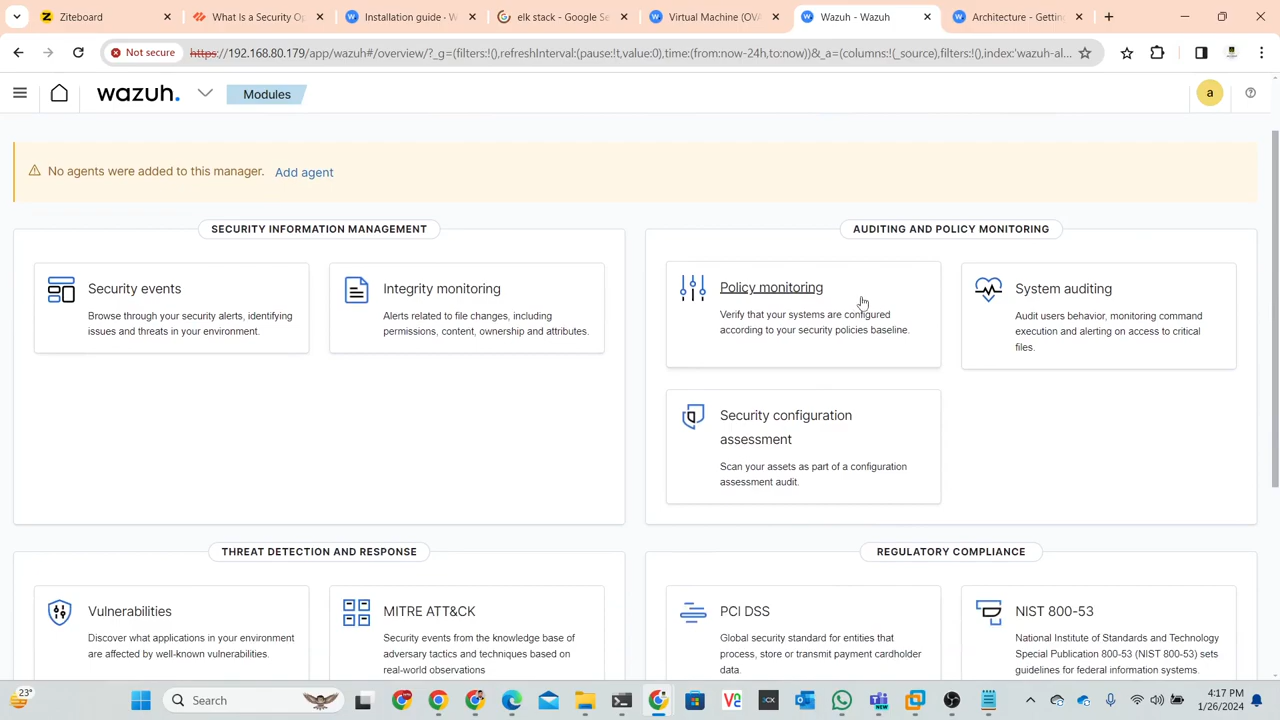 Ziteboard
What Is a Security Op
Installation guide · W
elk stack - Google Se
Virtual Machine (OV
Wazuh - Wazuh
Architecture - Gettin
Not secure
https://192.168.80.179/app/wazuh#/overview/?_g=(filters:!(),refreshInterval:(pause:!t,value:0),time:(from:now-24h,to:now))&_a=(columns:!(_source),filters:!(),index:'wazuh-al...
wazuh.
Modules
a
No agents were added to this manager. Add agent
SECURITY INFORMATION MANAGEMENT
Security events
Browse through your security alerts, identifying
issues and threats in your environment.
Integrity monitoring
Alerts related to file changes, including
permissions, content, ownership and attributes.
AUDITING AND POLICY MONITORING
Policy monitoring
Verify that your systems are configured
according to your security policies baseline.
System auditing
Audit users behavior, monitoring command
execution and alerting on access to critical
files.
Security configuration
assessment
Scan your assets as part of a configuration
assessment audit.
THREAT DETECTION AND RESPONSE
Vulnerabilities
Discover what applications in your environment
are affected by well-known vulnerabilities.
MITRE ATT&CK
Security events from the knowledge base of
adversary tactics and techniques based on
real-world observations
REGULATORY COMPLIANCE
PCI DSS
Global security standard for entities that
process, store or transmit payment cardholder
data.
NIST 800-53
National Institute of Standards and Technology
Special Publication 800-53 (NIST 800-53) sets
guidelines for federal information systems.
23°
Search
NEW
4:17 PM
1/26/2024